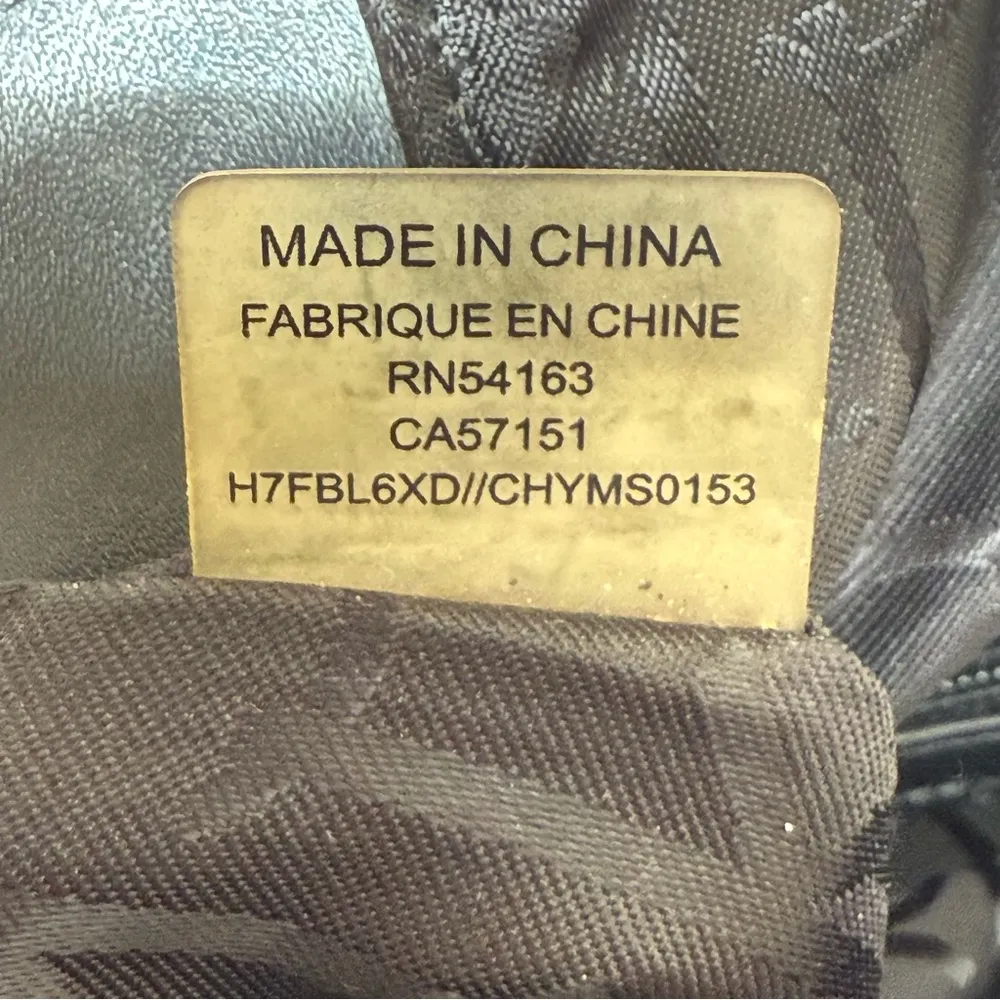 MADE IN CHINA
FABRIQUE EN CHINE
RN54163
CA57151
H7FBL6XD//CHYMS0153